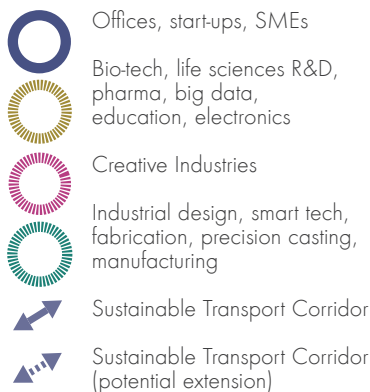 Offices, start-ups, SMEs
Bio-tech, life sciences R&D,
pharma, big data,
education, electronics
Creative Industries
Industrial design, smart tech,
fabrication, precision casting,
manufacturing
Sustainable Transport Corridor
Sustainable Transport Corridor
(potential extension)